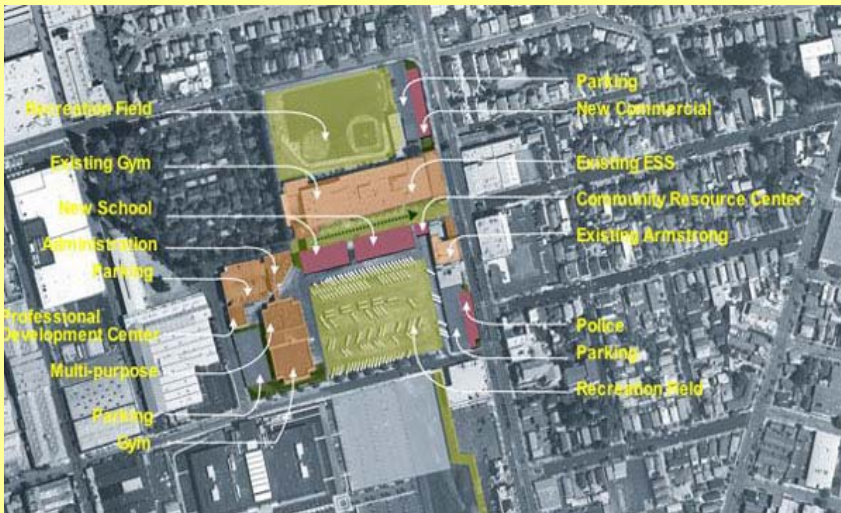 Recreation Field
Existing Gym
New School
Administration
Parking
Professional
Development Center
Multi-purpose
Parking
Gym
Parking
New Commercial
Existing ESS
Community Resource Center
Existing Armstrong
Police
Parking
Recreation Field